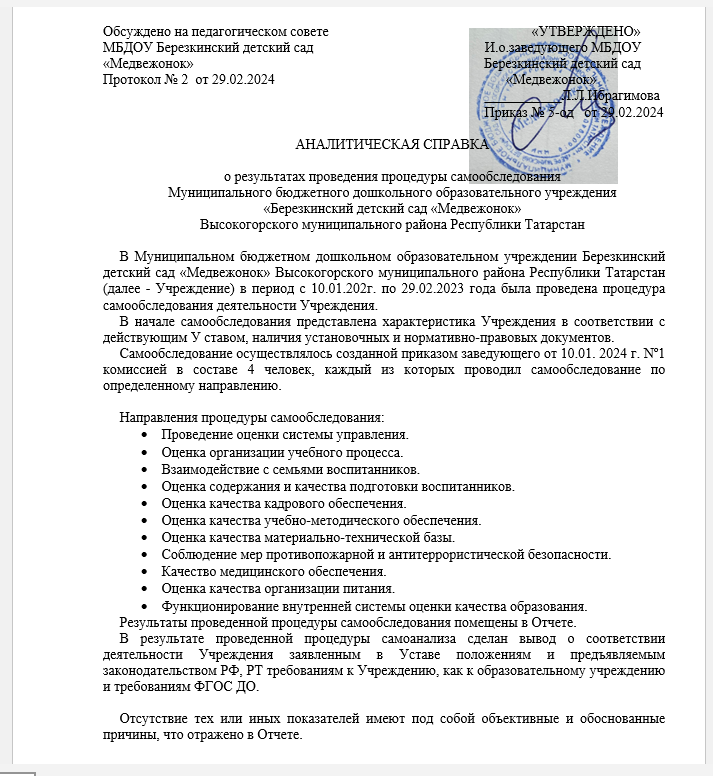 Обсуждено на педагогическом совете
МБДОУ Березкинский детский сад
«Медвежонок»
Протокол № 2 от 29.02.2024
«УТВЕРЖДЕНО»
И.о.заведующего МБДОУ
Березкинский детский сад
«Медвежонок»
Л.Л.Ибрагимова
Приказ № 3-од от 29.02.2024
АНАЛИТИЧЕСКАЯ СПРАВКА
о результатах проведения процедуры самообследования
Муниципального бюджетного дошкольного образовательного учреждения
«Березкинский детский сад «Медвежонок»
Высокогорского муниципального района Республики Татарстан
В Муниципальном бюджетном дошкольном образовательном учреждении Березкинский
детский сад «Медвежонок» Высокогорского муниципального района Республики Татарстан
(далее - Учреждение) в период с 10.01.202г. по 29.02.2023 года была проведена процедура
самообследования деятельности Учреждения.
В начале самообследования представлена характеристика Учреждения в соответствии с
действующим У ставом, наличия установочных и нормативно-правовых документов.
Самообследование осуществлялось созданной приказом заведующего от 10.01. 2024 г. №1
комиссией в составе 4 человек, каждый из которых проводил самообследование по
определенному направлению.
Направления процедуры самообследования:
• Проведение оценки системы управления.
• Оценка организации учебного процесса.
• Взаимодействие с семьями воспитанников.
• Оценка содержания и качества подготовки воспитанников.
• Оценка качества кадрового обеспечения.
• Оценка качества учебно-методического обеспечения.
• Оценка качества материально-технической базы.
• Соблюдение мер противопожарной и антитеррористической безопасности.
• Качество медицинского обеспечения.
• Оценка качества организации питания.
• Функционирование внутренней системы оценки качества образования.
Результаты проведенной процедуры самообследования помещены в Отчете.
В результате проведенной процедуры самоанализа сделан вывод о соответствии
деятельности Учреждения заявленным в Уставе положениям и предъявляемым
законодательством РФ, РТ требованиям к Учреждению, как к образовательному учреждению
и требованиям ФГОС ДО.
Отсутствие тех или иных показателей имеют под собой объективные и обоснованные
причины, что отражено в Отчете.